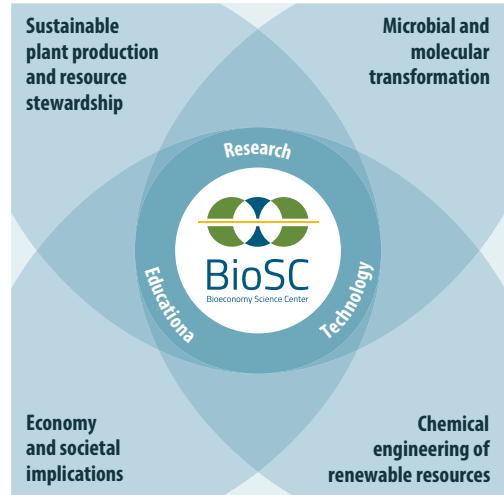 Sustainable
plant production
and resource
stewardship
Microbial and
molecular
transformation
Research
Educationa
Technology
BioSC
Bioeconomy Science Center
Economy
and societal
implications
Chemical
engineering of
renewable resources